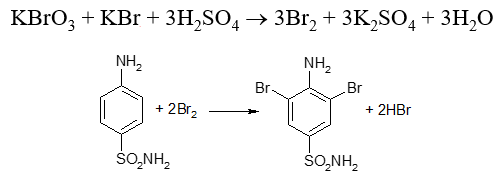 KBrO₃ + KBr + 3H₂SO₄ → 3Br₂ + 3K₂SO₄ + 3H₂O
NH₂ NH₂
Br Br
+ 2Br₂ + 2HBr
SO₂NH₂ SO₂NH₂